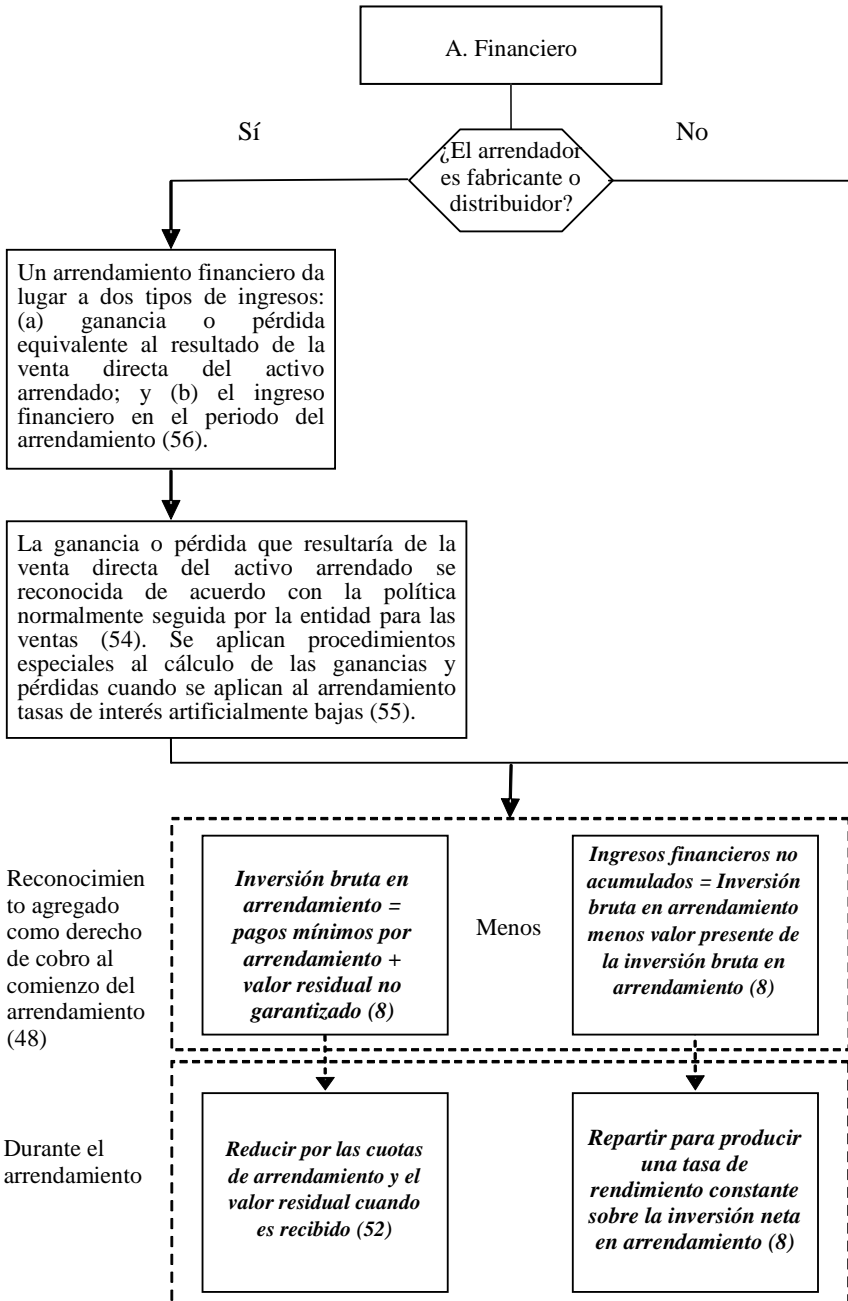 A. Financiero
Sí
No
¿El arrendador
es fabricante o
distribuidor?
Un arrendamiento financiero da
lugar a dos tipos de ingresos:
(a) ganancia o pérdida
equivalente al resultado de la
venta directa del activo
arrendado; y (b) el ingreso
financiero en el periodo del
arrendamiento (56).
La ganancia o pérdida que resultaría de la
venta directa del activo arrendado se
reconocida de acuerdo con la política
normalmente seguida por la entidad para las
ventas (54). Se aplican procedimientos
especiales al cálculo de las ganancias y
pérdidas cuando se aplican al arrendamiento
tasas de interés artificialmente bajas (55).
Reconocimien
to agregado
como derecho
de cobro al
comienzo del
arrendamiento
(48)
Inversión bruta en
arrendamiento =
pagos mínimos por
arrendamiento +
valor residual no
garantizado (8)
Menos
Ingresos financieros no
acumulados = Inversión
bruta en arrendamiento
menos valor presente de
la inversión bruta en
arrendamiento (8)
Durante el
arrendamiento
Reducir por las cuotas
de arrendamiento y el
valor residual cuando
es recibido (52)
Repartir para producir
una tasa de
rendimiento constante
sobre la inversión neta
en arrendamiento (8)